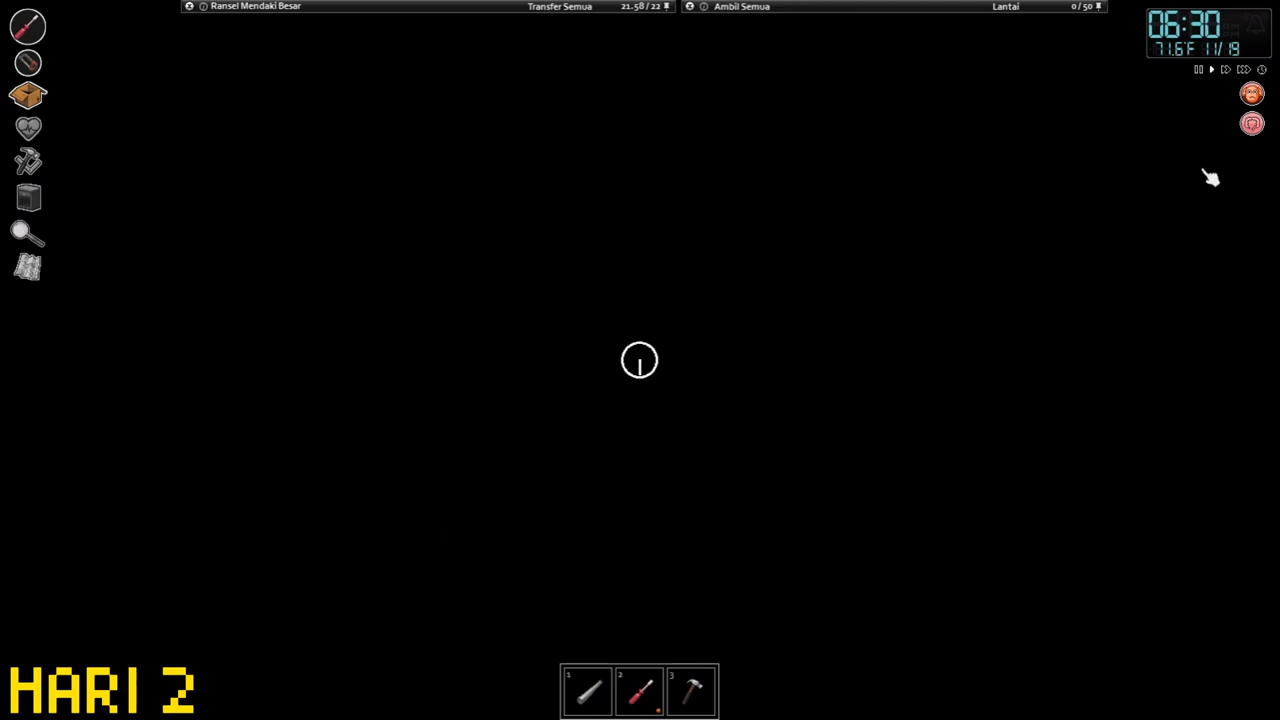 Ransel Mendaki Besar Transfer Semua 21.58 / 22 Ambil Semua Lantai 0 / 50
06:30
71.6°F 11/19
1 2 3
HARI 2